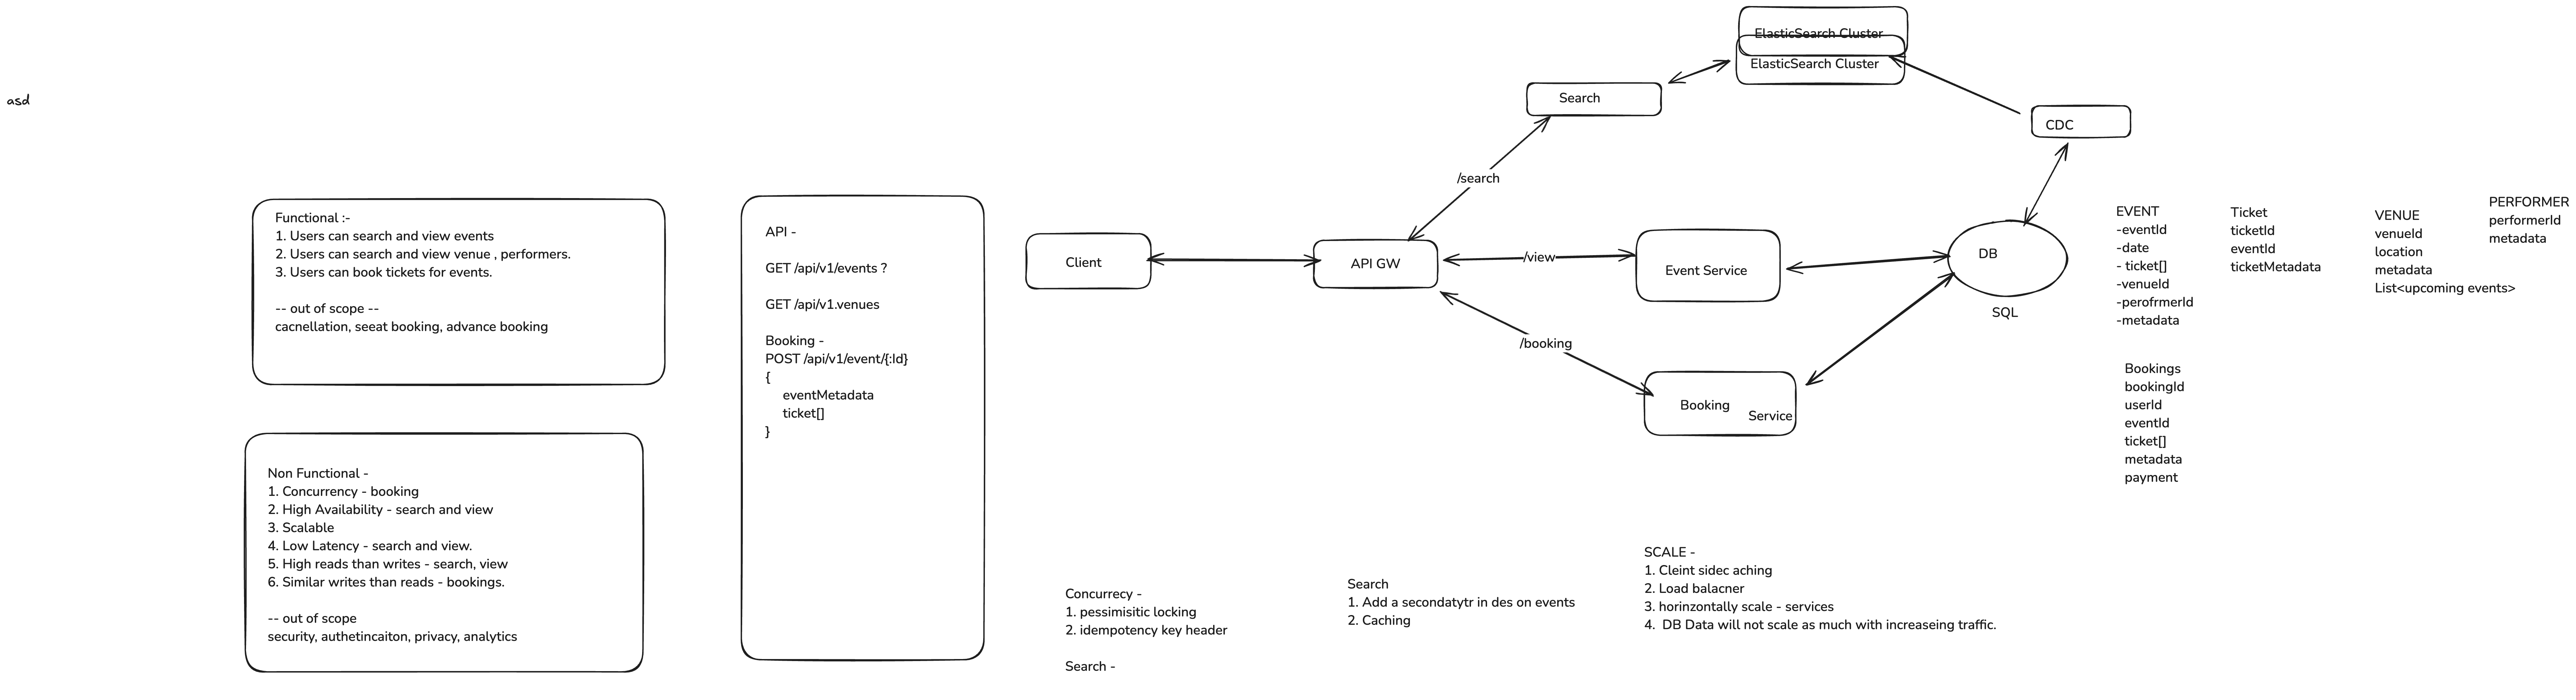 asd
Functional :-
1. Users can search and view events
2. Users can search and view venue , performers.
3. Users can book tickets for events.
-- out of scope --
cacnellation, seeat booking, advance booking
Non Functional -
1. Concurrency - booking
2. High Availability - search and view
3. Scalable
4. Low Latency - search and view.
5. High reads than writes - search, view
6. Similar writes than reads - bookings.
-- out of scope
security, authetincaiton, privacy, analytics
API -
GET /api/v1/events ?
GET /api/v1.venues
Booking -
POST /api/v1/event/{:Id}
{
eventMetadata
ticket[]
}
Client
API GW
/search
/view
/booking
Search
ElasticSearch Cluster
ElasticSearch Cluster
CDC
Event Service
Booking
Service
DB
SQL
EVENT
-eventId
-date
- ticket[]
-venueId
-perofrmerId
-metadata
Ticket
ticketId
eventId
ticketMetadata
VENUE
venueId
location
metadata
List<upcoming events>
PERFORMER
performerId
metadata
Bookings
bookingId
userId
eventId
ticket[]
metadata
payment
Concurrecy -
1. pessimisitic locking
2. idempotency key header
Search -
Search
1. Add a secondatytr in des on events
2. Caching
SCALE -
1. Cleint sidec aching
2. Load balacner
3. horinzontally scale - services
4. DB Data will not scale as much with increaseing traffic.